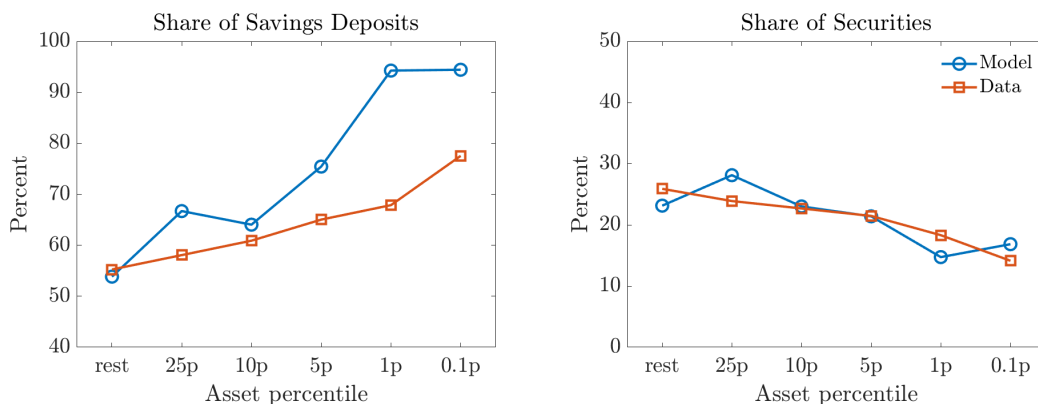 Share of Savings Deposits
100
90
80
70
60
50
40
Percent
rest 25p 10p 5p 1p 0.1p
Asset percentile
Share of Securities
50
40
30
20
10
0
Percent
Model
Data
rest 25p 10p 5p 1p 0.1p
Asset percentile